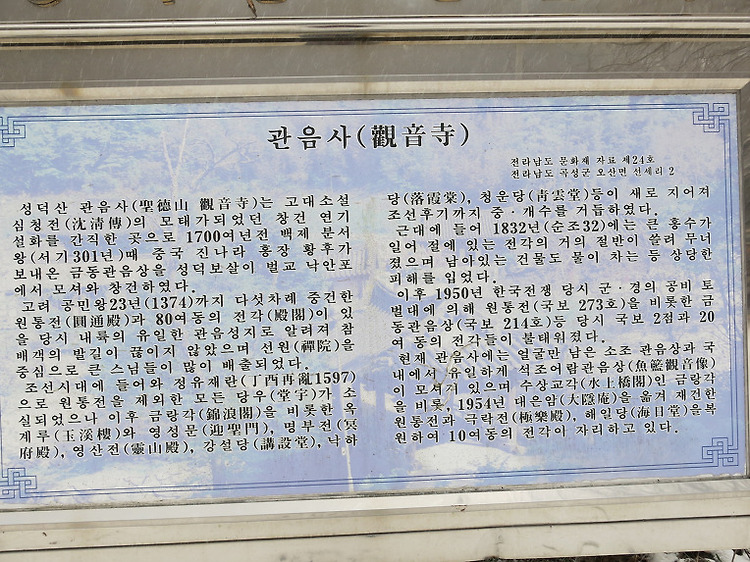 관음사(觀音寺)
전라남도 문화재 자료 제24호
전라남도 곡성군 오산면 선세리 2
성덕산 관음사(聖德山 觀音寺)는 고대소설
심청전(沈淸傳)의 모태가되었던 창건 연기
설화를 간직한 곳으로 1700여년전 백제 분서
왕(서기301년)때 중국 진나라 홍장 황후가
보내온 금동관음상을 성덕보살이 벌교 낙안포
에서 모셔와 창건하였다.
고려 공민왕23년(1374)까지 다섯차례 중건한
원통전(圓通殿)과 80여동의 전각(殿閣)이 있
을 당시 내륙의 유일한 관음성지로 알려져 참
배객의 발길이 끊이지 않았으며 선원(禪院)을
중심으로 큰 스님들이 많이 배출되었다.
조선시대에 들어와 정유재란(丁酉再亂1597)
으로 원통전을 제외한 모든 당우(堂宇)가 소
실되었으나 이후 금랑각(錦浪閣)을 비롯한 옥
계루(玉溪樓)와 영성문(迎聖門), 명부전(冥
府殿), 영산전(靈山殿), 강설당(講設堂), 낙하
당(落霞棠), 청운당(靑雲堂)등이 새로 지어져
조선후기까지 중·개수를 거듭하였다.
근대에 들어 1832년(순조32)에는 큰 홍수가
일어 절에 있는 전각의 거의 절반이 쓸려 무너
졌으며 남아있는 건물도 물이 차는 등 상당한
피해를 입었다.
이후 1950년 한국전쟁 당시 군·경의 공비 토
벌대에 의해 원통전(국보 273호)을 비롯한 금
동관음상(국보 214호)등 당시 국보 2점과 20
여 동의 전각들이 불태워졌다.
현재 관음사에는 얼굴만 남은 소조 관음상과 국
내에서 유일하게 석조어람관음상(魚籃觀音像)
이 모셔져 있으며 수상교각(水上橋閣)인 금랑각
을 비롯, 1954년 대은암(大隱庵)을 옮겨 재건한
원통전과 극락전(極樂殿), 해일당(海日堂)을복
원하여 10여동의 전각이 자리하고 있다.